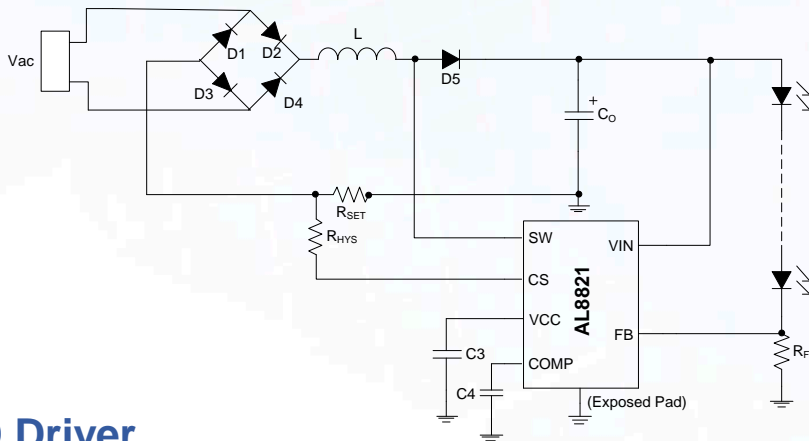 L
D1
D2
Vac
D5
D3
D4
+
CO
RSET
RHYS
SW
VIN
CS
AL8821
VCC
FB
C3
COMP
C4
(Exposed Pad)
Driver